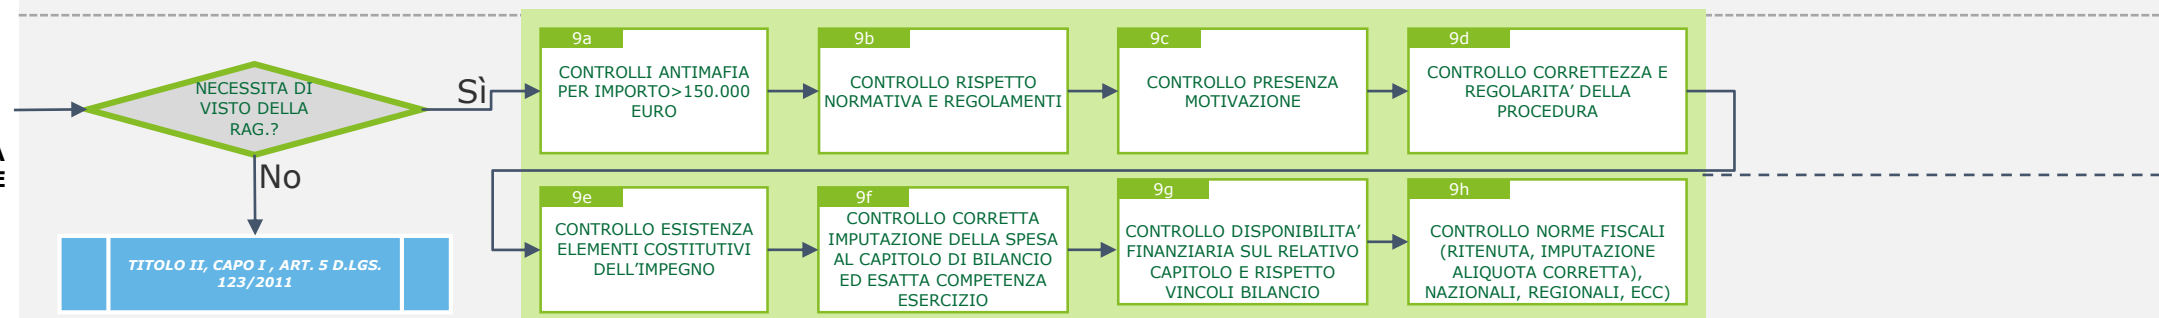 A
E
NECESSITA DI
VISTO DELLA
RAG.?
Sì
No
TITOLO II, CAPO I , ART. 5 D.LGS.
123/2011
9a
CONTROLLI ANTIMAFIA
PER IMPORTO>150.000
EURO
9b
CONTROLLO RISPETTO
NORMATIVA E REGOLAMENTI
9c
CONTROLLO PRESENZA
MOTIVAZIONE
9d
CONTROLLO CORRETTEZZA E
REGOLARITA’ DELLA
PROCEDURA
9e
CONTROLLO ESISTENZA
ELEMENTI COSTITUTIVI
DELL’IMPEGNO
9f
CONTROLLO CORRETTA
IMPUTAZIONE DELLA SPESA
AL CAPITOLO DI BILANCIO
ED ESATTA COMPETENZA
ESERCIZIO
9g
CONTROLLO DISPONIBILITA’
FINANZIARIA SUL RELATIVO
CAPITOLO E RISPETTO
VINCOLI BILANCIO
9h
CONTROLLO NORME FISCALI
(RITENUTA, IMPUTAZIONE
ALIQUOTA CORRETTA),
NAZIONALI, REGIONALI, ECC)